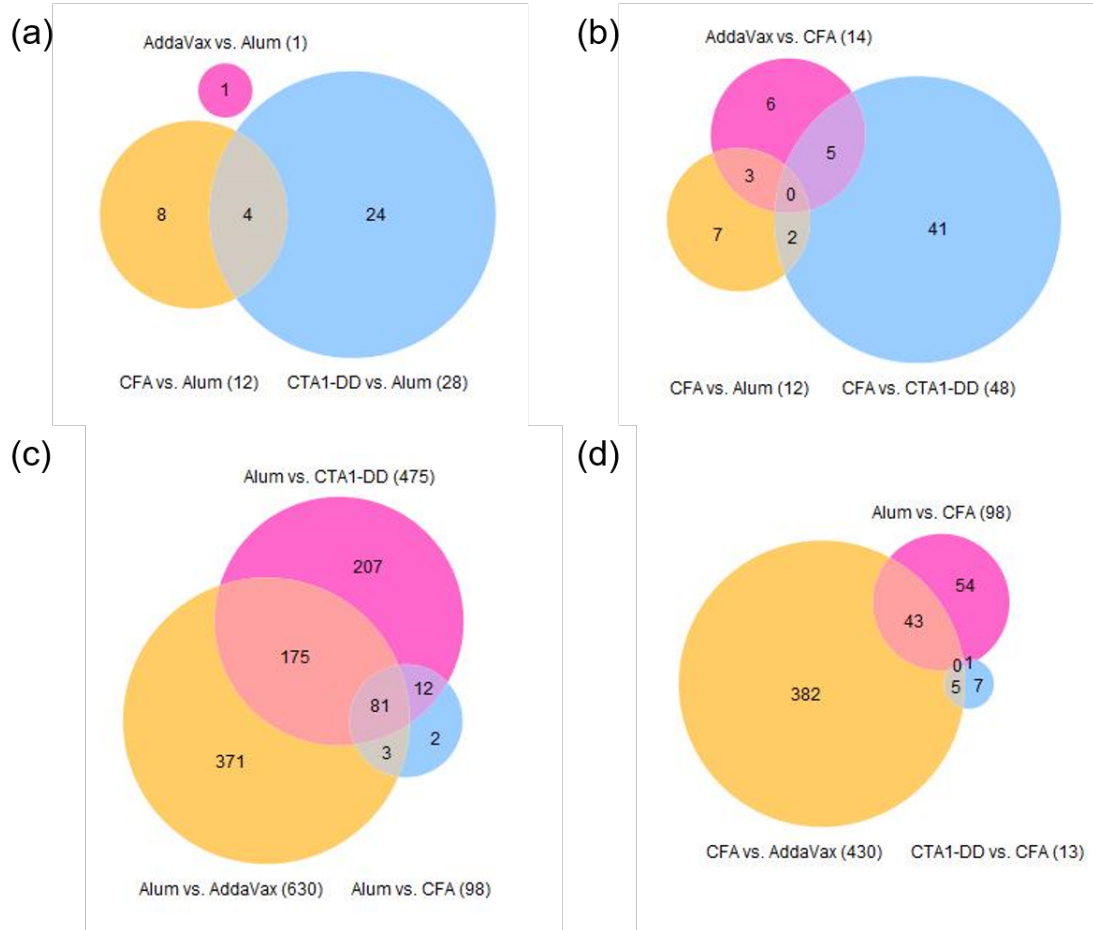 (a)
AddaVax vs. Alum (1)
1
8
4
24
CFA vs. Alum (12) CTA1-DD vs. Alum (28)
(b)
AddaVax vs. CFA (14)
6
5
3
0
7
2
41
CFA vs. Alum (12) CFA vs. CTA1-DD (48)
(c)
Alum vs. CTA1-DD (475)
207
175
12
81
3
2
371
Alum vs. AddaVax (630) Alum vs. CFA (98)
(d)
Alum vs. CFA (98)
54
43
0 1
5 7
382
CFA vs. AddaVax (430) CTA1-DD vs. CFA (13)